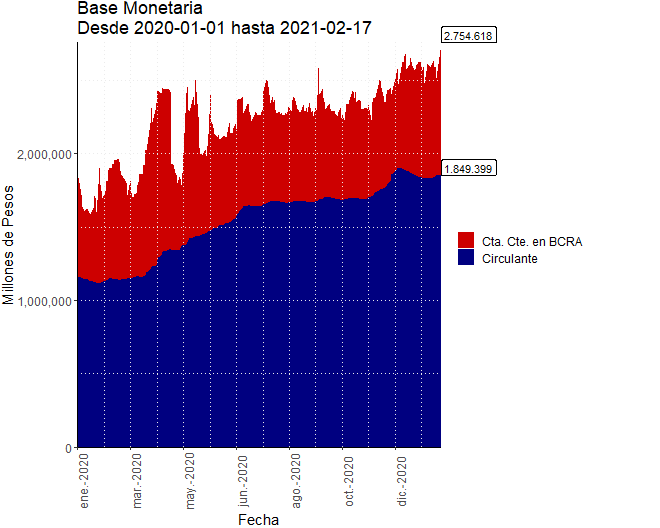 Base Monetaria
Desde 2020-01-01 hasta 2021-02-17
2.754.618
2,000,000
1.849.399
Millones de Pesos
Cta. Cte. en BCRA
Circulante
1,000,000
0
ene.-2020
mar.-2020
may.-2020
jun.-2020
ago.-2020
oct.-2020
dic.-2020
Fecha